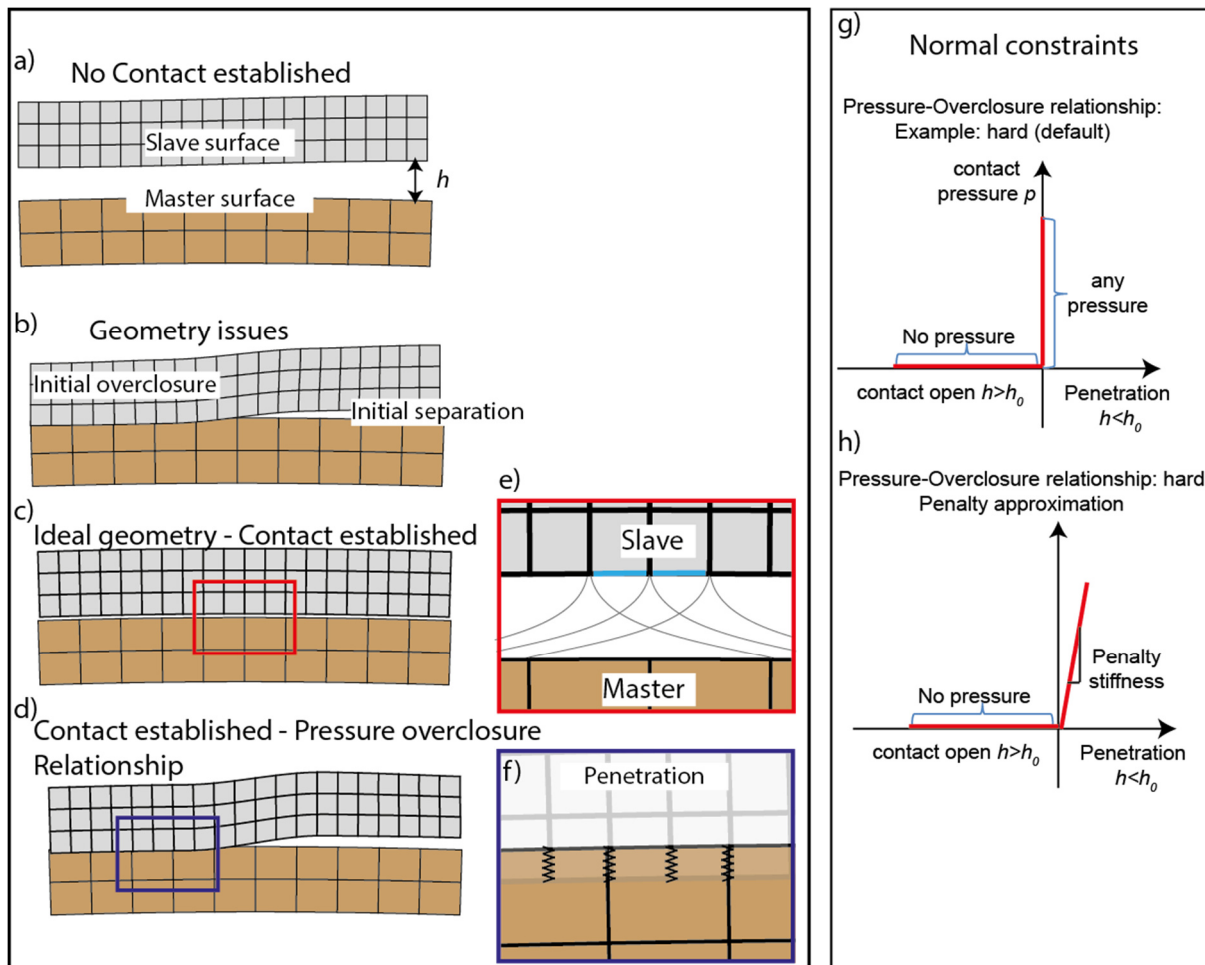 a)
No Contact established
Slave surface
h
Master surface
b)
Geometry issues
Initial overclosure
Initial separation
c)
Ideal geometry - Contact established
d)
Contact established - Pressure overclosure
Relationship
e)
Slave
Master
f)
Penetration
g)
Normal constraints
Pressure-Overclosure relationship:
Example: hard (default)
contact
pressure p
any
pressure
No pressure
contact open h>h₀
Penetration
h<h₀
h)
Pressure-Overclosure relationship: hard
Penalty approximation
Penalty
stiffness
No pressure
contact open h>h₀
Penetration
h<h₀